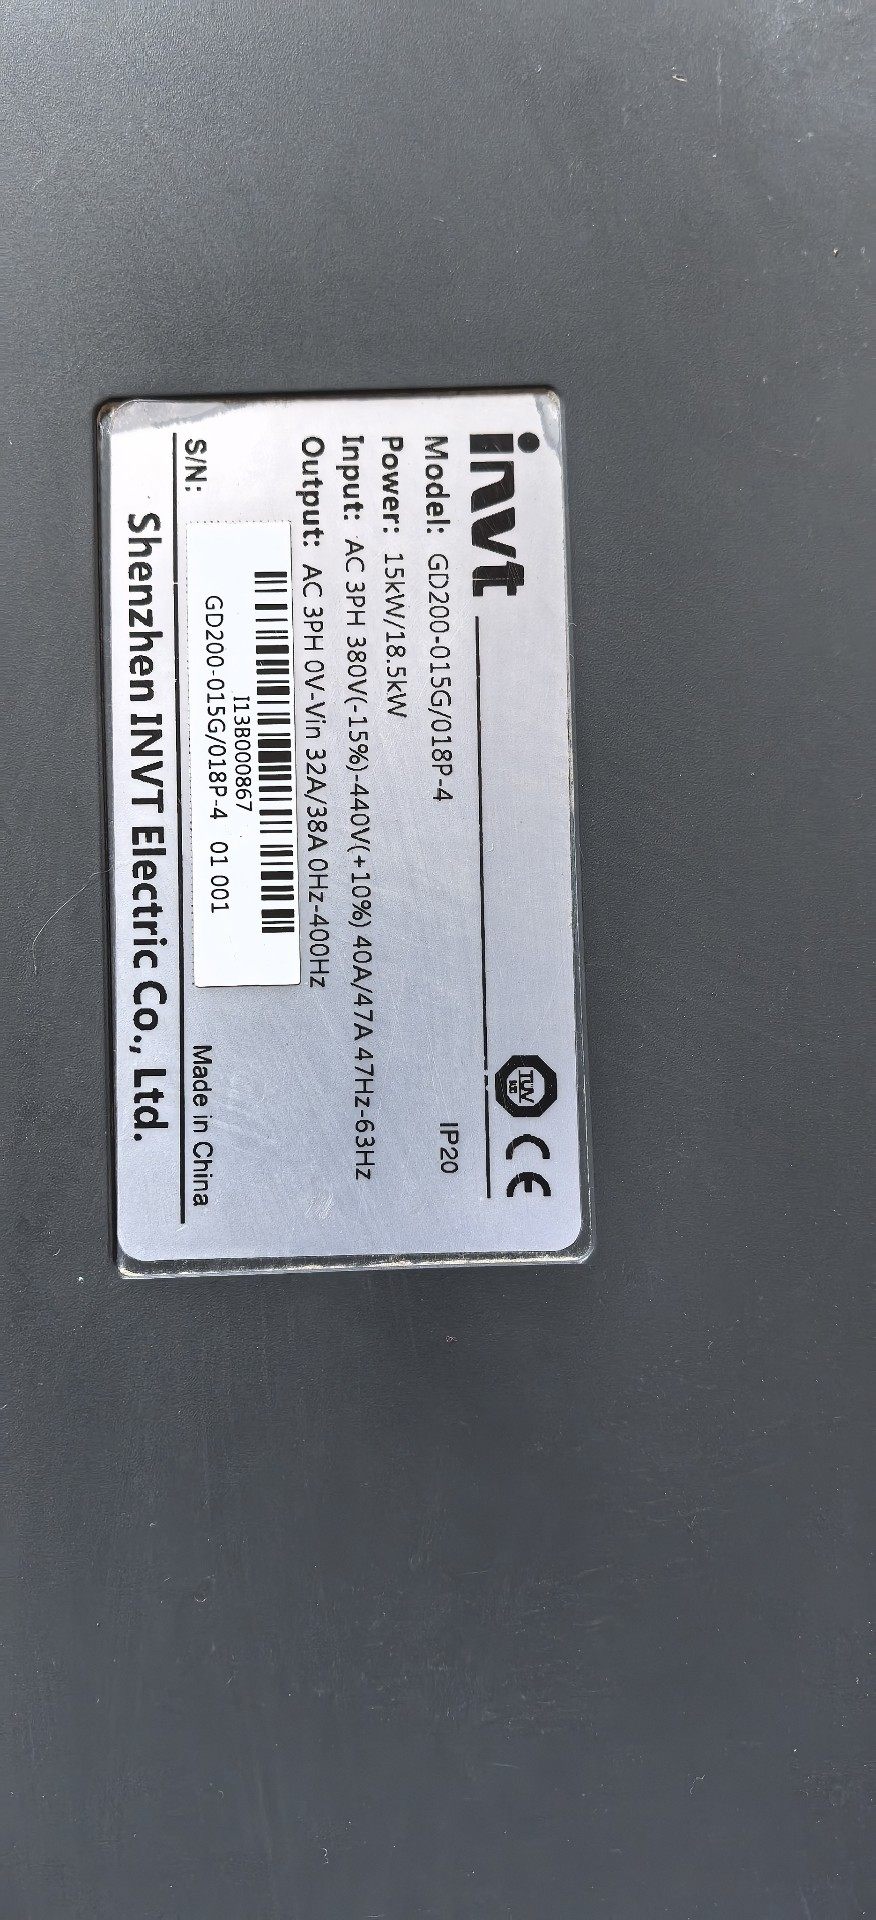 invt
TUV CE
Model: GD200-015G/018P-4 IP20
Power: 15kW/18.5kW
Input: AC 3PH 380V(-15%)-440V(+10%) 40A/47A 47Hz-63Hz
Output: AC 3PH 0V-Vin 32A/38A 0Hz-400Hz
I13B000867
S/N: GD200-015G/018P-4 01 001 Made in China
Shenzhen INVT Electric Co., Ltd.